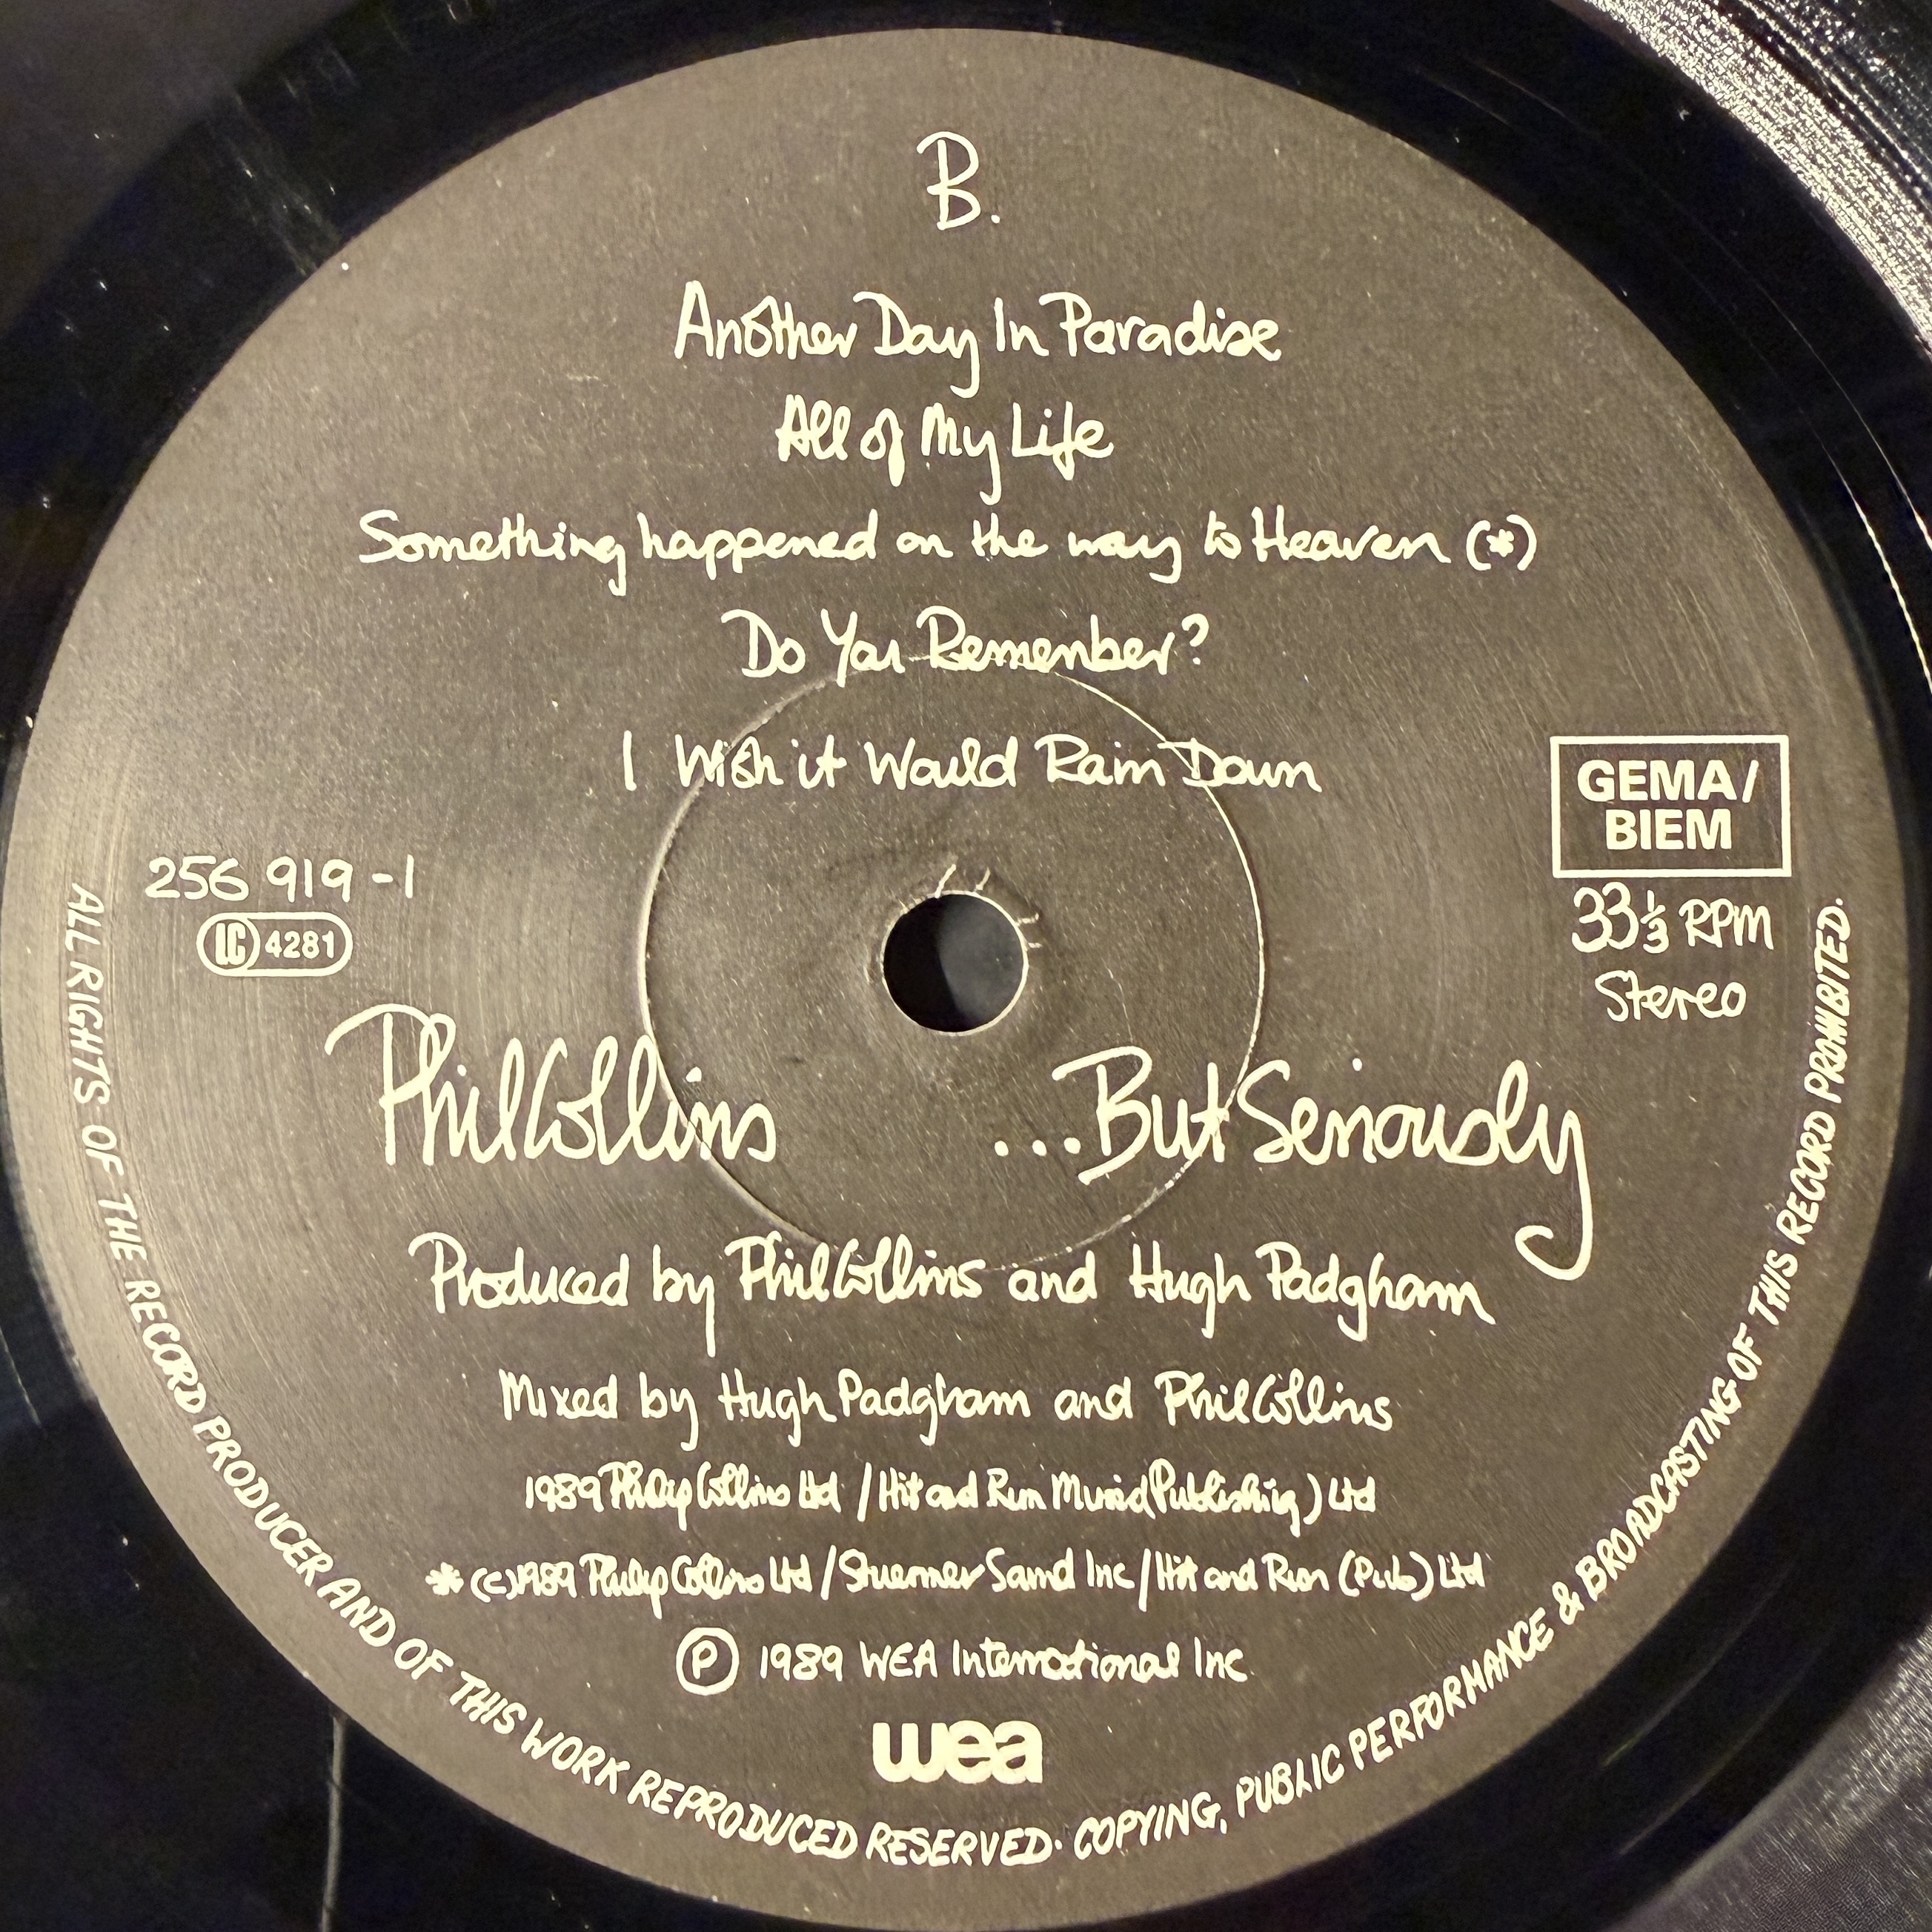 B.
Another Day In Paradise
All of My Life
Something happened on the way to Heaven (*)
Do You Remember?
I Wish it Would Rain Down
GEMA/
BIEM
256 919-1
LC 4281
33⅓ RPM
Stereo
Phil Collins ...But Seriously
Produced by Phil Collins and Hugh Padgham
Mixed by Hugh Padgham and Phil Collins
1989 Philip Collins Ltd / Hit and Run Music (Publishing) Ltd
* (c) 1989 Philip Collins Ltd / Stuermer Sand Inc / Hit and Run (Pub) Ltd
Ⓟ 1989 WEA International Inc
wea
ALL RIGHTS OF THE RECORD PRODUCER AND OF THIS WORK REPRODUCED RESERVED· COPYING, PUBLIC PERFORMANCE & BROADCASTING OF THIS RECORD PROHIBITED.